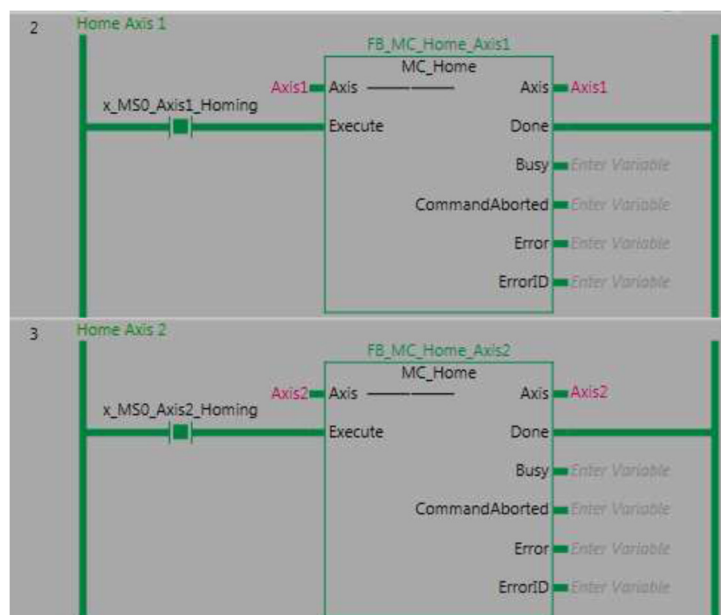 2 Home Axis 1
FB_MC_Home_Axis1
MC_Home
Axis1 Axis Axis Axis1
x_MS0_Axis1_Homing
Execute Done
Busy Enter Variable
CommandAborted Enter Variable
Error Enter Variable
ErrorID Enter Variable
3 Home Axis 2
FB_MC_Home_Axis2
MC_Home
Axis2 Axis Axis Axis2
x_MS0_Axis2_Homing
Execute Done
Busy Enter Variable
CommandAborted Enter Variable
Error Enter Variable
ErrorID Enter Variable